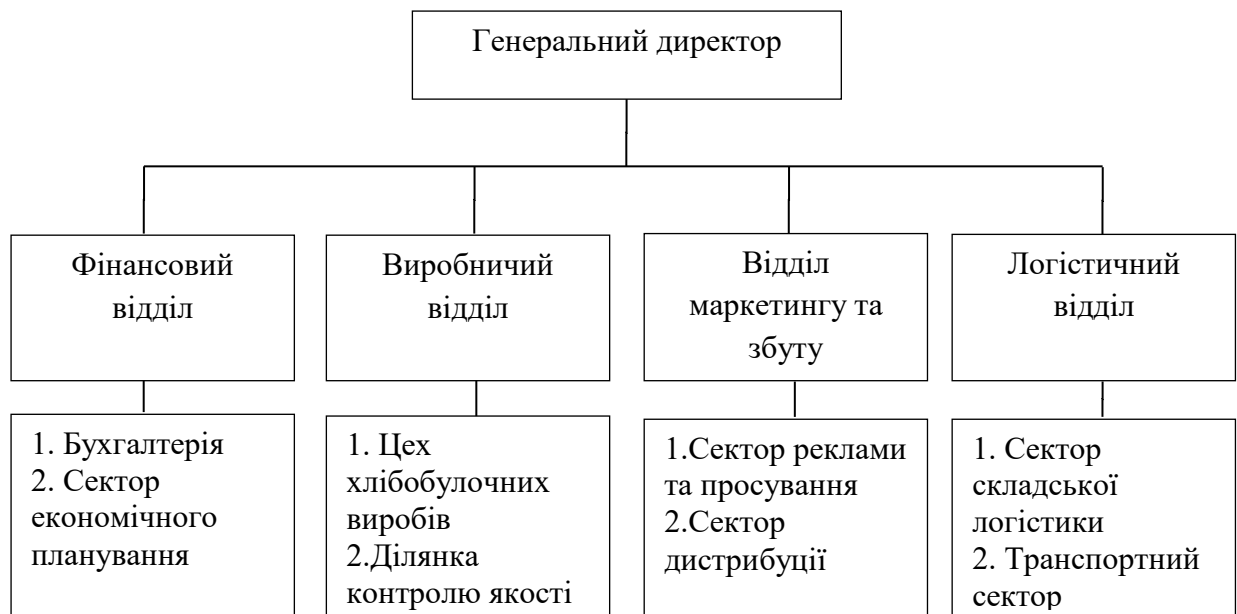 Генеральний директор
Фінансовий
відділ
Виробничий
відділ
Відділ
маркетингу та
збуту
Логістичний
відділ
1. Бухгалтерія
2. Сектор
економічного
планування
1. Цех
хлібобулочних
виробів
2.Ділянка
контролю якості
1.Сектор реклами
та просування
2.Сектор
дистрибуції
1. Сектор
складської
логістики
2. Транспортний
сектор